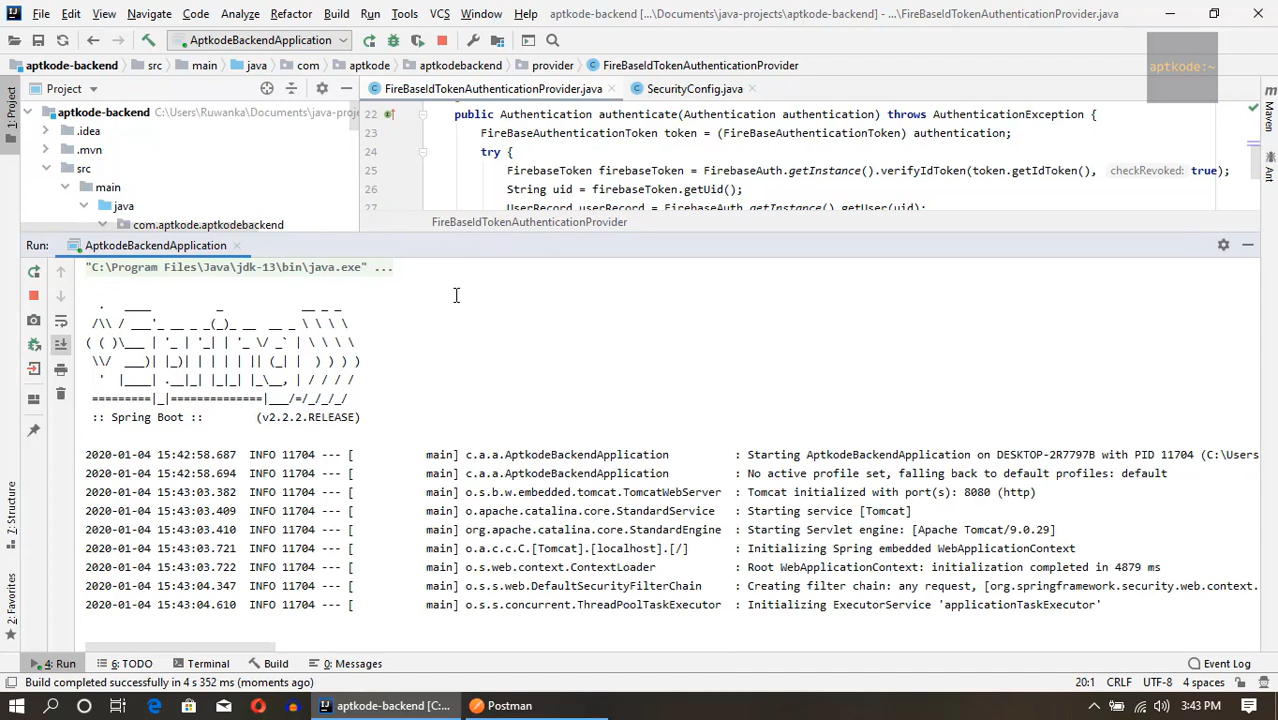 File Edit View Navigate Code Analyze Refactor Build Run Tools VCS Window Help aptkode-backend [...\Documents\java-projects\aptkode-backend] - ...\FireBaseIdTokenAuthenticationProvider.java
AptkodeBackendApplication
aptkode:~
aptkode-backend src main java com aptkode aptkodebackend provider FireBaseIdTokenAuthenticationProvider
Project FireBaseIdTokenAuthenticationProvider.java SecurityConfig.java
aptkode-backend C:\Users\Ruwanka\Documents\java-proje
.idea
.mvn
src
main
java
com.aptkode.aptkodebackend
22 public Authentication authenticate(Authentication authentication) throws AuthenticationException {
23 FireBaseAuthenticationToken token = (FireBaseAuthenticationToken) authentication;
24 try {
25 FirebaseToken firebaseToken = FirebaseAuth.getInstance().verifyIdToken(token.getIdToken(), checkRevoked: true);
26 String uid = firebaseToken.getUid();
27 UserRecord userRecord = FirebaseAuth.getInstance().getUser(uid);
FireBaseIdTokenAuthenticationProvider
1: Project
Maven
Ant
Run: AptkodeBackendApplication
"C:\Program Files\Java\jdk-13\bin\java.exe" ...
:: Spring Boot :: (v2.2.2.RELEASE)
2020-01-04 15:42:58.687 INFO 11704 --- [ main] c.a.a.AptkodeBackendApplication : Starting AptkodeBackendApplication on DESKTOP-2R7797B with PID 11704 (C:\Users
2020-01-04 15:42:58.694 INFO 11704 --- [ main] c.a.a.AptkodeBackendApplication : No active profile set, falling back to default profiles: default
2020-01-04 15:43:03.382 INFO 11704 --- [ main] o.s.b.w.embedded.tomcat.TomcatWebServer : Tomcat initialized with port(s): 8080 (http)
2020-01-04 15:43:03.409 INFO 11704 --- [ main] o.apache.catalina.core.StandardService : Starting service [Tomcat]
2020-01-04 15:43:03.410 INFO 11704 --- [ main] org.apache.catalina.core.StandardEngine : Starting Servlet engine: [Apache Tomcat/9.0.29]
2020-01-04 15:43:03.721 INFO 11704 --- [ main] o.a.c.c.C.[Tomcat].[localhost].[/] : Initializing Spring embedded WebApplicationContext
2020-01-04 15:43:03.722 INFO 11704 --- [ main] o.s.web.context.ContextLoader : Root WebApplicationContext: initialization completed in 4879 ms
2020-01-04 15:43:04.347 INFO 11704 --- [ main] o.s.s.web.DefaultSecurityFilterChain : Creating filter chain: any request, [org.springframework.security.web.context.
2020-01-04 15:43:04.610 INFO 11704 --- [ main] o.s.s.concurrent.ThreadPoolTaskExecutor : Initializing ExecutorService 'applicationTaskExecutor'
Z: Structure
2: Favorites
4: Run 6: TODO Terminal Build 0: Messages Event Log
Build completed successfully in 4 s 352 ms (moments ago) 20:1 CRLF UTF-8 4 spaces
aptkode-backend [C:... Postman 3:43 PM